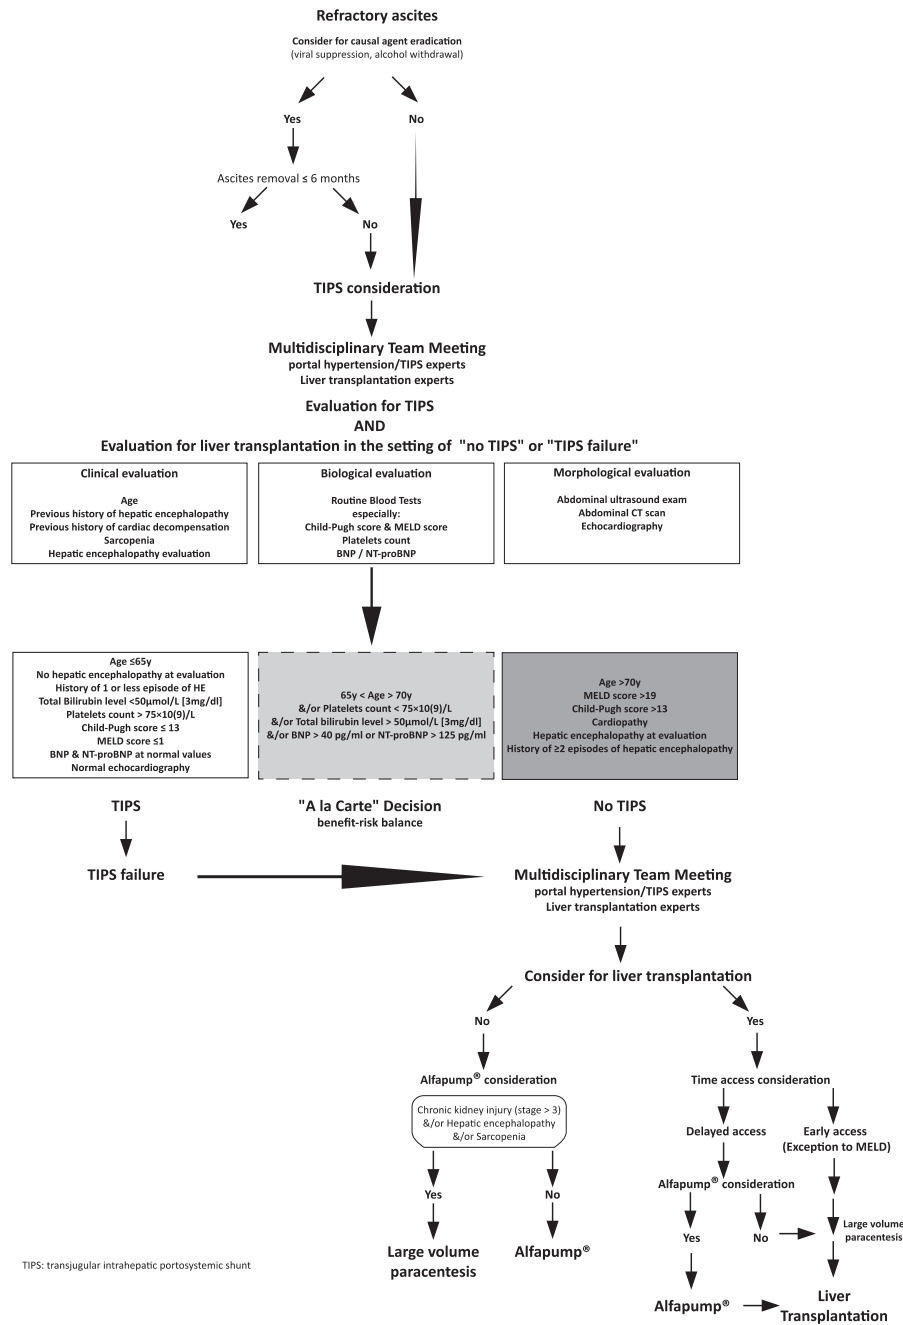 Refractory ascites
Consider for causal agent eradication
(viral suppression, alcohol withdrawal)
Yes
No
Ascites removal ≤ 6 months
Yes
No
TIPS consideration
Multidisciplinary Team Meeting
portal hypertension/TIPS experts
Liver transplantation experts
Evaluation for TIPS
AND
Evaluation for liver transplantation in the setting of "no TIPS" or "TIPS failure"
Clinical evaluation
Age
Previous history of hepatic encephalopathy
Previous history of cardiac decompensation
Sarcopenia
Hepatic encephalopathy evaluation
Biological evaluation
Routine Blood Tests
especially:
Child-Pugh score & MELD score
Platelets count
BNP / NT-proBNP
Morphological evaluation
Abdominal ultrasound exam
Abdominal CT scan
Echocardiography
Age ≤65y
No hepatic encephalopathy at evaluation
History of 1 or less episode of HE
Total Bilirubin level <50µmol/L [3mg/dl]
Platelets count > 75×10(9)/L
Child-Pugh score ≤ 13
MELD score ≤1
BNP & NT-proBNP at normal values
Normal echocardiography
65y < Age > 70y
&/or Platelets count < 75×10(9)/L
&/or Total bilirubin level > 50µmol/L [3mg/dl]
&/or BNP > 40 pg/ml or NT-proBNP > 125 pg/ml
Age >70y
MELD score >19
Child-Pugh score >13
Cardiopathy
Hepatic encephalopathy at evaluation
History of ≥2 episodes of hepatic encephalopathy
TIPS
"A la Carte" Decision
benefit-risk balance
No TIPS
TIPS failure
Multidisciplinary Team Meeting
portal hypertension/TIPS experts
Liver transplantation experts
Consider for liver transplantation
No
Yes
Alfapump® consideration
Time access consideration
Chronic kidney injury (stage > 3)
&/or Hepatic encephalopathy
&/or Sarcopenia
Delayed access
Early access
(Exception to MELD)
Alfapump® consideration
Yes
No
Yes
No
Large volume
paracentesis
Large volume
paracentesis
Alfapump®
TIPS: transjugular intrahepatic portosystemic shunt
Alfapump®
Liver
Transplantation